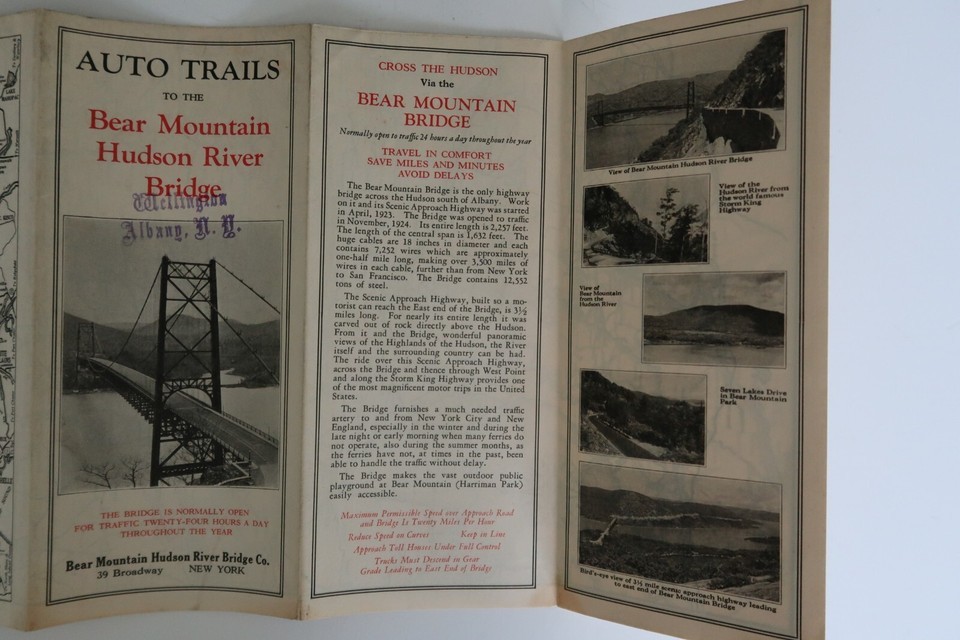 AUTO TRAILS
TO THE
Bear Mountain
Hudson River
Bridge
Wellington
Albany, N. Y.
THE BRIDGE IS NORMALLY OPEN
FOR TRAFFIC TWENTY-FOUR HOURS A DAY
THROUGHOUT THE YEAR
Bear Mountain Hudson River Bridge Co.
39 Broadway NEW YORK
CROSS THE HUDSON
Via the
BEAR MOUNTAIN
BRIDGE
Normally open to traffic 24 hours a day throughout the year
TRAVEL IN COMFORT
SAVE MILES AND MINUTES
AVOID DELAYS
The Bear Mountain Bridge is the only highway
bridge across the Hudson south of Albany. Work
on it and its Scenic Approach Highway was started
in April, 1923. The Bridge was opened to traffic
in November, 1924. Its entire length is 2,257 feet.
The length of the central span is 1,632 feet. The
huge cables are 18 inches in diameter and each
contains 7,252 wires which are approximately
one-half mile long, making over 3,500 miles of
wires in each cable, further than from New York
to San Francisco. The Bridge contains 12,552
tons of steel.
The Scenic Approach Highway, built so a mo-
torist can reach the East end of the Bridge, is 3½
miles long. For nearly its entire length it was
carved out of rock directly above the Hudson.
From it and the Bridge, wonderful panoramic
views of the Highlands of the Hudson, the River
itself and the surrounding country can be had.
The ride over this Scenic Approach Highway,
across the Bridge and thence through West Point
and along the Storm King Highway provides one
of the most magnificent motor trips in the United
States.
The Bridge furnishes a much needed traffic
artery to and from New York City and New
England, especially in the winter and during the
late night or early morning when many ferries do
not operate, also during the summer months, as
the ferries have not, at times in the past, been
able to handle the traffic without delay.
The Bridge makes the vast outdoor public
playground at Bear Mountain (Harriman Park)
easily accessible.
Maximum Permissible Speed over Approach Road
and Bridge Is Twenty Miles Per Hour
Reduce Speed on Curves Keep in Line
Approach Toll Houses Under Full Control
Trucks Must Descend in Gear
Grade Leading to East End of Bridge
View of Bear Mountain Hudson River Bridge
View of the
Hudson River from
the world famous
Storm King
Highway
View of
Bear Mountain
from the
Hudson River
Seven Lakes Drive
in Bear Mountain
Park
Bird's-eye view of 3½ mile scenic approach highway leading
to east end of Bear Mountain Bridge